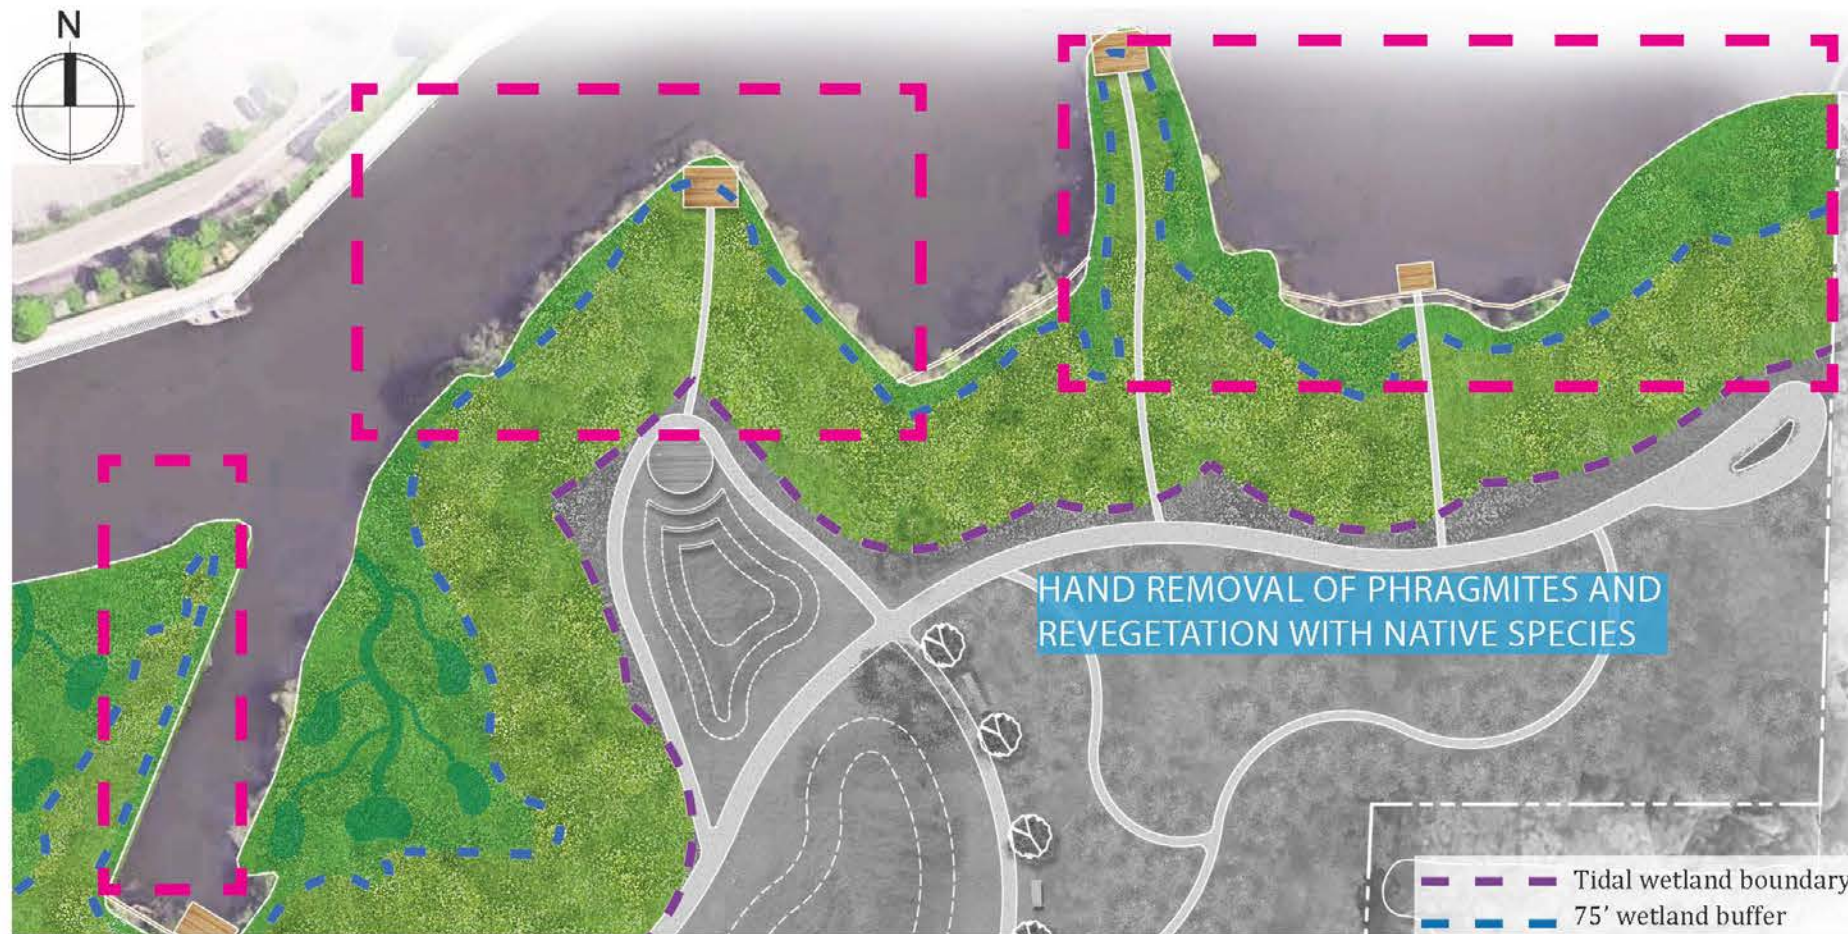 N
HAND REMOVAL OF PHRAGMITES AND
REVEGETATION WITH NATIVE SPECIES
Tidal wetland boundary
75' wetland buffer